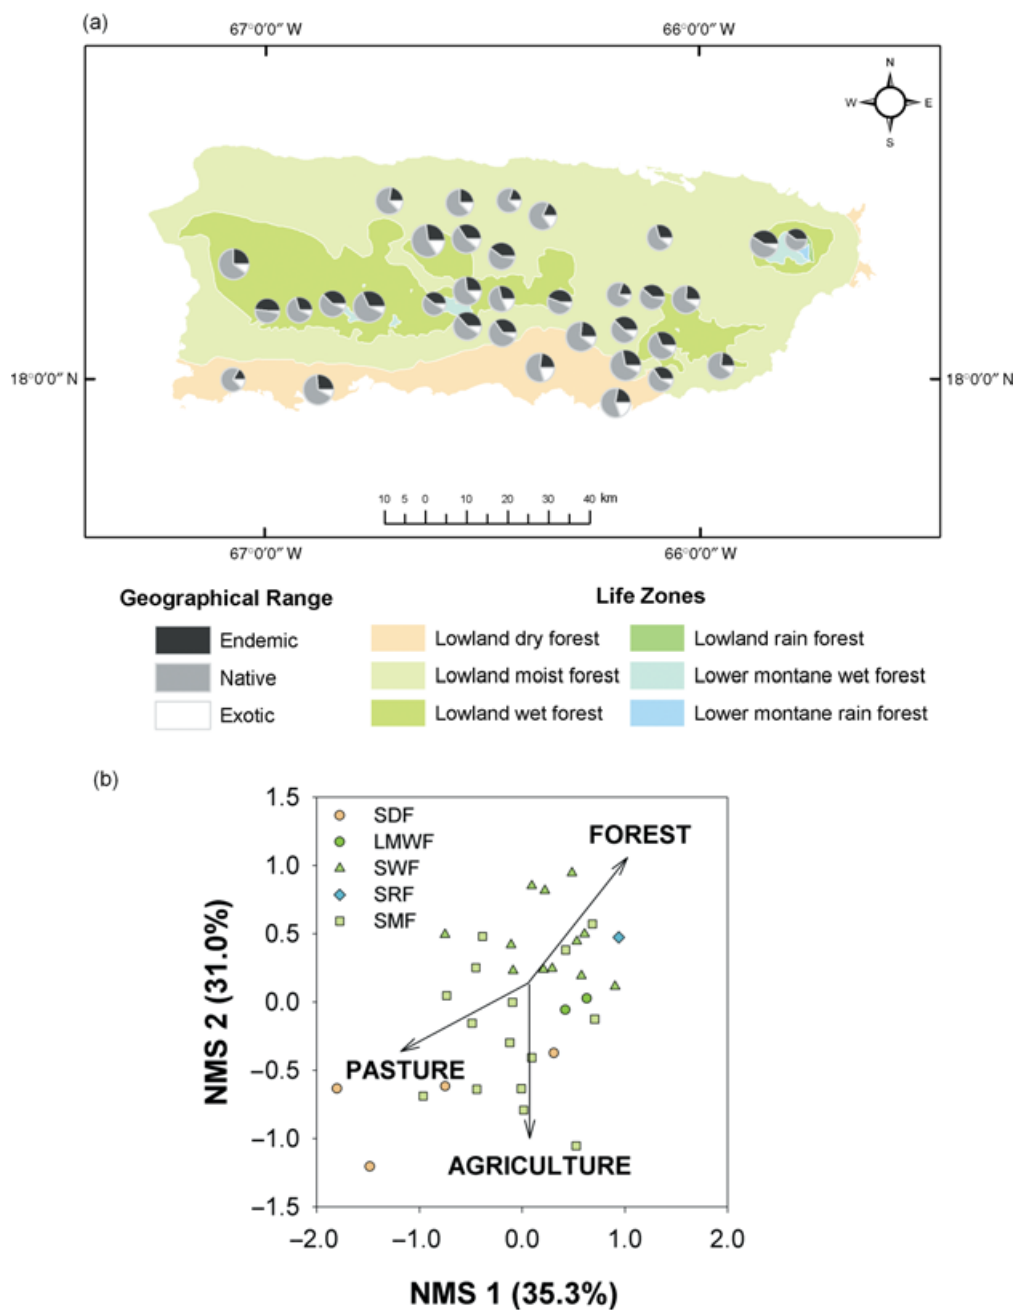 (a)
67°0′0″ W 66°0′0″ W
N
W E
S
18°0′0″ N 18°0′0″ N
10 5 0 10 20 30 40 km
67°0′0″ W 66°0′0″ W
Geographical Range Life Zones
Endemic Lowland dry forest Lowland rain forest
Native Lowland moist forest Lower montane wet forest
Exotic Lowland wet forest Lower montane rain forest
(b)
1.5
SDF
LMWF
FOREST
1.0
SWF
SRF
SMF
0.5
NMS 2 (31.0%)
0.0
PASTURE
–0.5
–1.0
AGRICULTURE
–1.5
–2.0 –1.0 0.0 1.0 2.0
NMS 1 (35.3%)